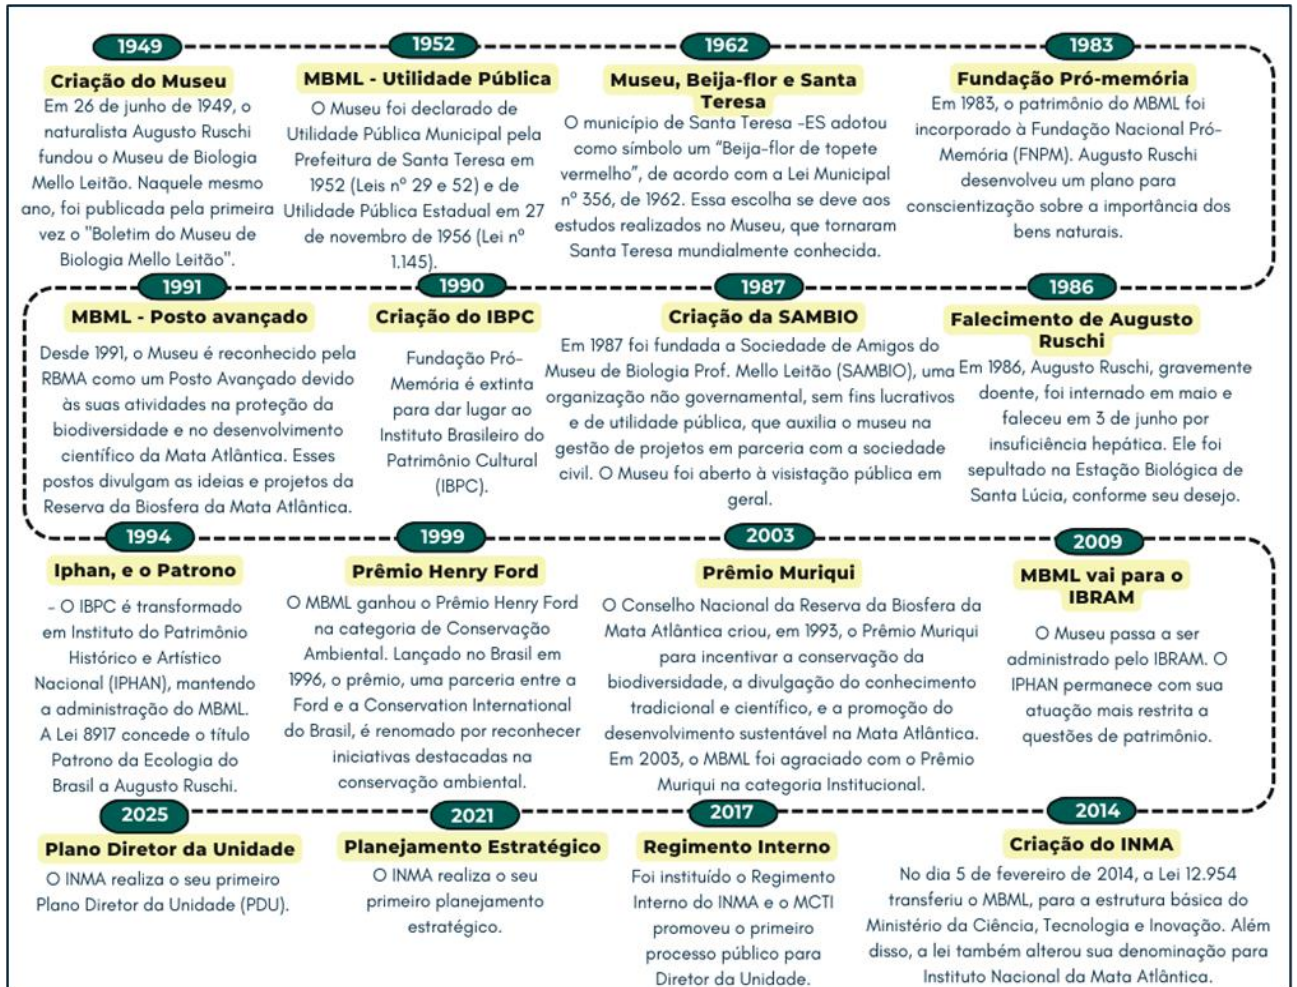 1949
Criação do Museu
Em 26 de junho de 1949, o
naturalista Augusto Ruschi
fundou o Museu de Biologia
Mello Leitão. Naquele mesmo
ano, foi publicada pela primeira
vez o "Boletim do Museu de
Biologia Mello Leitão".
1952
MBML - Utilidade Pública
O Museu foi declarado de
Utilidade Pública Municipal pela
Prefeitura de Santa Teresa em
1952 (Leis nº 29 e 52) e de
Utilidade Pública Estadual em 27
de novembro de 1956 (Lei nº
1.145).
1962
Museu, Beija-flor e Santa
Teresa
O município de Santa Teresa -ES adotou
como símbolo um “Beija-flor de topete
vermelho”, de acordo com a Lei Municipal
nº 356, de 1962. Essa escolha se deve aos
estudos realizados no Museu, que tornaram
Santa Teresa mundialmente conhecida.
1983
Fundação Pró-memória
Em 1983, o patrimônio do MBML foi
incorporado à Fundação Nacional Pró-
Memória (FNPM). Augusto Ruschi
desenvolveu um plano para
conscientização sobre a importância dos
bens naturais.
1986
Falecimento de Augusto
Ruschi
Em 1986, Augusto Ruschi, gravemente
doente, foi internado em maio e
faleceu em 3 de junho por
insuficiência hepática. Ele foi
sepultado na Estação Biológica de
Santa Lúcia, conforme seu desejo.
1987
Criação da SAMBIO
Em 1987 foi fundada a Sociedade de Amigos do
Museu de Biologia Prof. Mello Leitão (SAMBIO), uma
organização não governamental, sem fins lucrativos
e de utilidade pública, que auxilia o museu na
gestão de projetos em parceria com a sociedade
civil. O Museu foi aberto à visistação pública em
geral.
1990
Criação do IBPC
Fundação Pró-
Memória é extinta
para dar lugar ao
Instituto Brasileiro do
Patrimônio Cultural
(IBPC).
1991
MBML - Posto avançado
Desde 1991, o Museu é reconhecido pela
RBMA como um Posto Avançado devido
às suas atividades na proteção da
biodiversidade e no desenvolvimento
científico da Mata Atlântica. Esses
postos divulgam as ideias e projetos da
Reserva da Biosfera da Mata Atlântica.
1994
Iphan, e o Patrono
- O IBPC é transformado
em Instituto do Patrimônio
Histórico e Artístico
Nacional (IPHAN), mantendo
a administração do MBML.
A Lei 8917 concede o título
Patrono da Ecologia do
Brasil a Augusto Ruschi.
1999
Prêmio Henry Ford
O MBML ganhou o Prêmio Henry Ford
na categoria de Conservação
Ambiental. Lançado no Brasil em
1996, o prêmio, uma parceria entre a
Ford e a Conservation International
do Brasil, é renomado por reconhecer
iniciativas destacadas na
conservação ambiental.
2003
Prêmio Muriqui
O Conselho Nacional da Reserva da Biosfera da
Mata Atlântica criou, em 1993, o Prêmio Muriqui
para incentivar a conservação da
biodiversidade, a divulgação do conhecimento
tradicional e científico, e a promoção do
desenvolvimento sustentável na Mata Atlântica.
Em 2003, o MBML foi agraciado com o Prêmio
Muriqui na categoria Institucional.
2009
MBML vai para o
IBRAM
O Museu passa a ser
administrado pelo IBRAM. O
IPHAN permanece com sua
atuação mais restrita a
questões de patrimônio.
2014
Criação do INMA
No dia 5 de fevereiro de 2014, a Lei 12.954
transferiu o MBML, para a estrutura básica do
Ministério da Ciência, Tecnologia e Inovação. Além
disso, a lei também alterou sua denominação para
Instituto Nacional da Mata Atlântica.
2017
Regimento Interno
Foi instituído o Regimento
Interno do INMA e o MCTI
promoveu o primeiro
processo público para
Diretor da Unidade.
2021
Planejamento Estratégico
O INMA realiza o seu
primeiro planejamento
estratégico.
2025
Plano Diretor da Unidade
O INMA realiza o seu primeiro
Plano Diretor da Unidade (PDU).